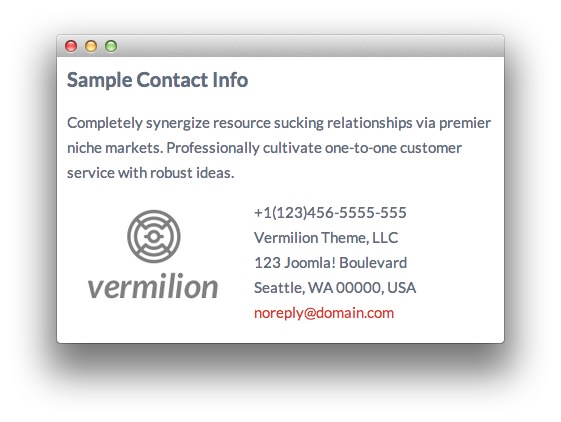 Sample Contact Info
Completely synergize resource sucking relationships via premier
niche markets. Professionally cultivate one-to-one customer
service with robust ideas.
vermilion
+1(123)456-5555-555
Vermilion Theme, LLC
123 Joomla! Boulevard
Seattle, WA 00000, USA
noreply@domain.com